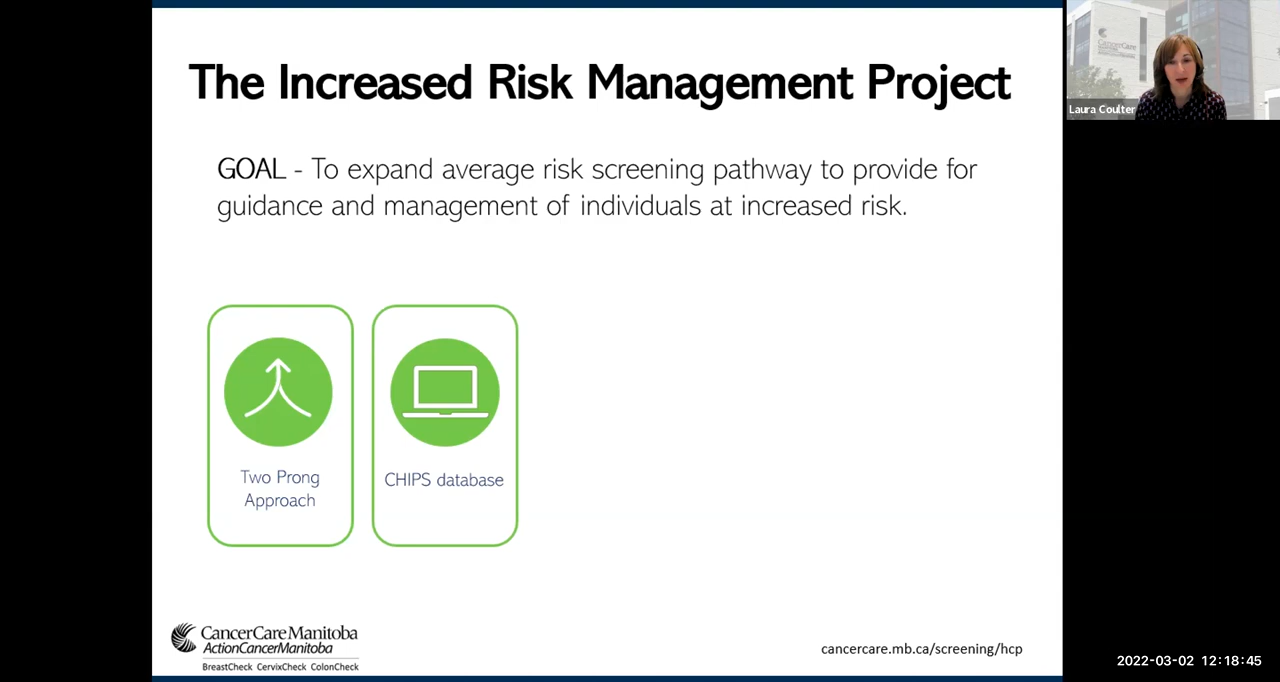 The Increased Risk Management Project
GOAL - To expand average risk screening pathway to provide for
guidance and management of individuals at increased risk.
Two Prong
Approach
CHIPS database
CancerCare Manitoba
ActionCancerManitoba
BreastCheck CervixCheck ColonCheck
cancercare.mb.ca/screening/hcp
CancerCare
Laura Coulter
2022-03-02 12:18:45